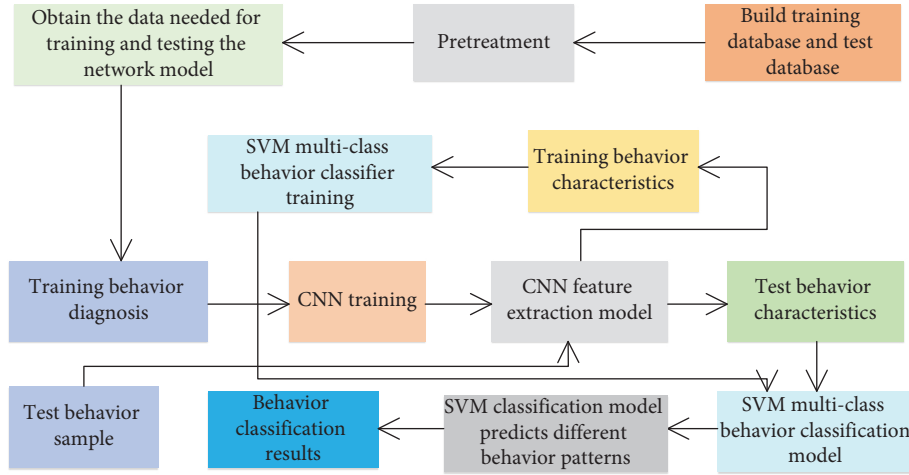 Obtain the data needed for
training and testing the
network model
Pretreatment
Build training
database and test
database
SVM multi-class
behavior classifier
training
Training behavior
characteristics
Training behavior
diagnosis
CNN training
CNN feature
extraction model
Test behavior
characteristics
Test behavior
sample
Behavior
classification
results
SVM classification model
predicts different
behavior patterns
SVM multi-class
behavior classification
model